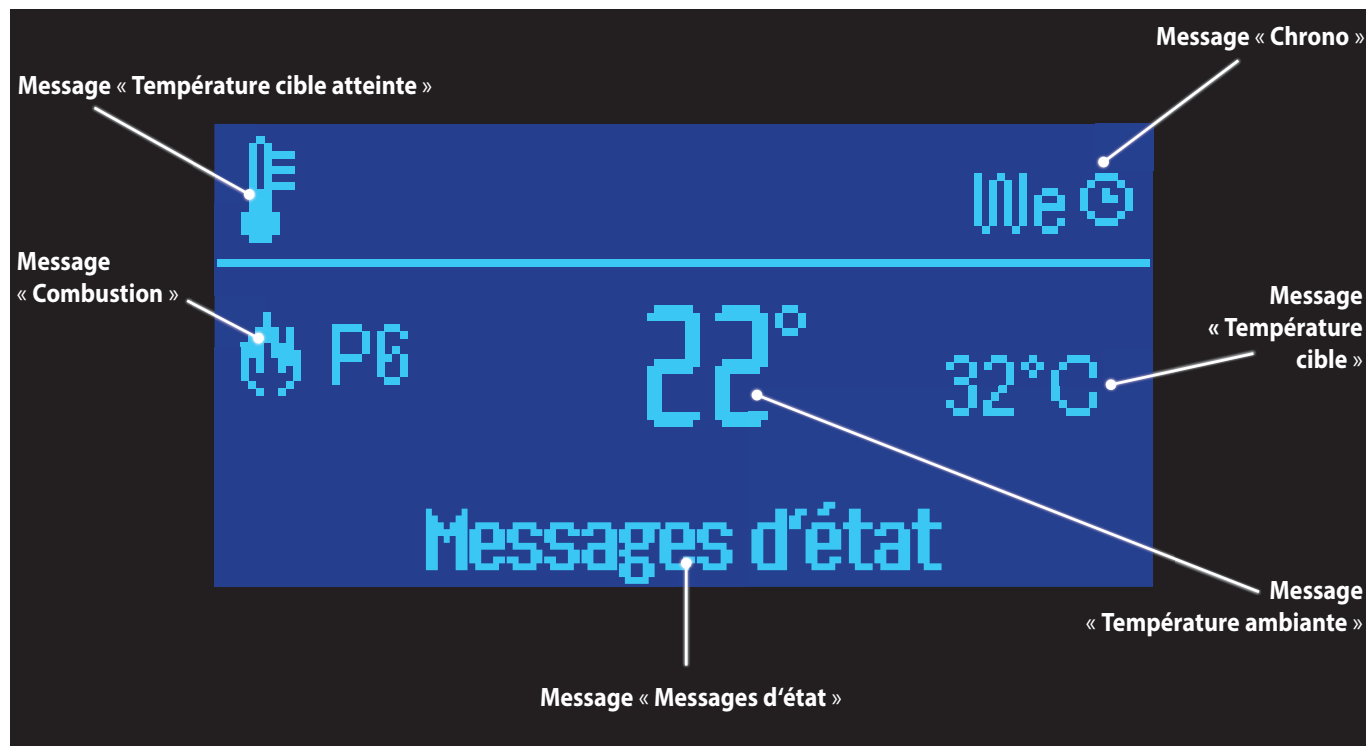 Message « Chrono »
Message « Température cible atteinte »
We
Message
« Combustion »
P6
22°
32°C
Message
« Température
cible »
Messages d'état
Message
« Température ambiante »
Message « Messages d‘état »